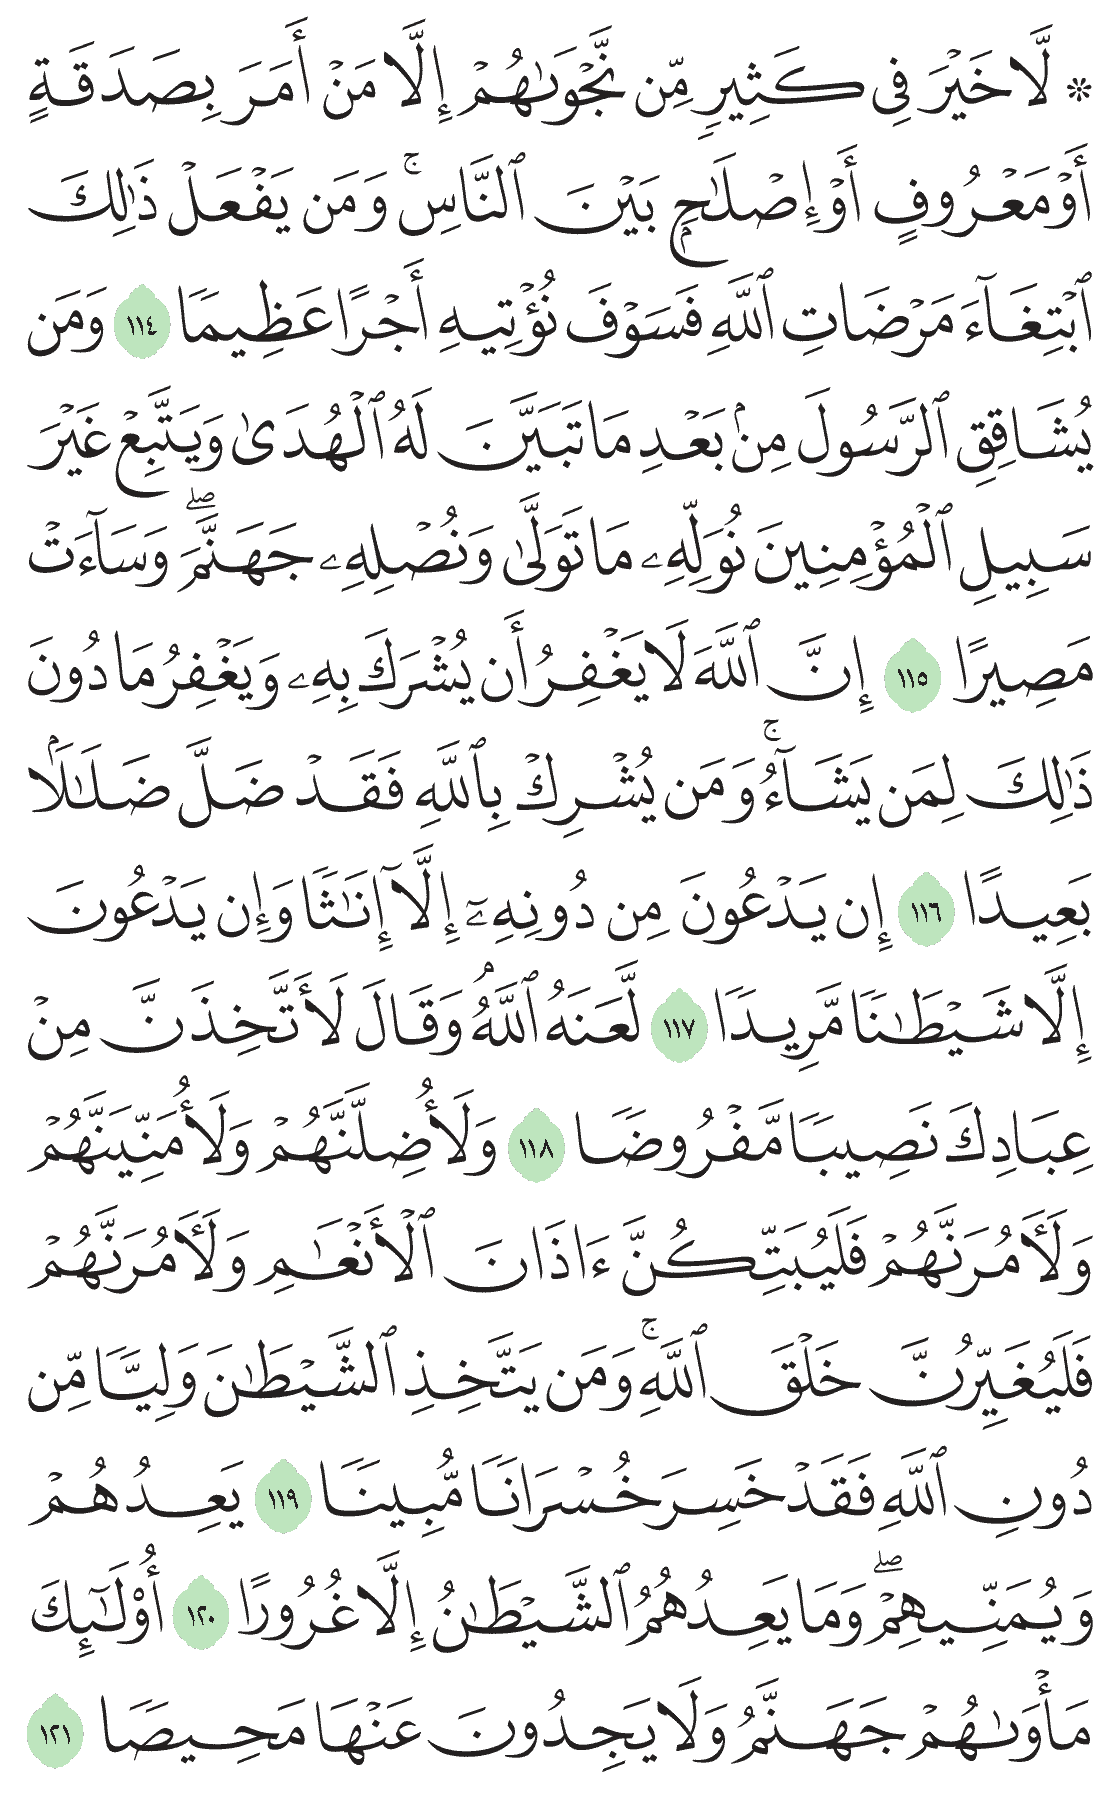 ۞ لَّا خَيْرَ فِى كَثِيرٍ مِّن نَّجْوَىٰهُمْ إِلَّا مَنْ أَمَرَ بِصَدَقَةٍ
أَوْ مَعْرُوفٍ أَوْ إِصْلَٰحٍۭ بَيْنَ ٱلنَّاسِ ۚ وَمَن يَفْعَلْ ذَٰلِكَ
ٱبْتِغَآءَ مَرْضَاتِ ٱللَّهِ فَسَوْفَ نُؤْتِيهِ أَجْرًا عَظِيمًا ١١٤ وَمَن
يُشَاقِقِ ٱلرَّسُولَ مِنۢ بَعْدِ مَا تَبَيَّنَ لَهُ ٱلْهُدَىٰ وَيَتَّبِعْ غَيْرَ
سَبِيلِ ٱلْمُؤْمِنِينَ نُوَلِّهِۦ مَا تَوَلَّىٰ وَنُصْلِهِۦ جَهَنَّمَ ۖ وَسَآءَتْ
مَصِيرًا ١١٥ إِنَّ ٱللَّهَ لَا يَغْفِرُ أَن يُشْرَكَ بِهِۦ وَيَغْفِرُ مَا دُونَ
ذَٰلِكَ لِمَن يَشَآءُ ۚ وَمَن يُشْرِكْ بِٱللَّهِ فَقَدْ ضَلَّ ضَلَٰلًۢا
بَعِيدًا ١١٦ إِن يَدْعُونَ مِن دُونِهِۦٓ إِلَّآ إِنَٰثًا وَإِن يَدْعُونَ
إِلَّا شَيْطَٰنًا مَّرِيدًا ١١٧ لَّعَنَهُ ٱللَّهُ ۘ وَقَالَ لَأَتَّخِذَنَّ مِنْ
عِبَادِكَ نَصِيبًا مَّفْرُوضًا ١١٨ وَلَأُضِلَّنَّهُمْ وَلَأُمَنِّيَنَّهُمْ
وَلَءَامُرَنَّهُمْ فَلَيُبَتِّكُنَّ ءَاذَانَ ٱلْأَنْعَٰمِ وَلَءَامُرَنَّهُمْ
فَلَيُغَيِّرُنَّ خَلْقَ ٱللَّهِ ۚ وَمَن يَتَّخِذِ ٱلشَّيْطَٰنَ وَلِيًّا مِّن
دُونِ ٱللَّهِ فَقَدْ خَسِرَ خُسْرَانًا مُّبِينًا ١١٩ يَعِدُهُمْ
وَيُمَنِّيهِمْ ۖ وَمَا يَعِدُهُمُ ٱلشَّيْطَٰنُ إِلَّا غُرُورًا ١٢٠ أُو۟لَٰٓئِكَ
مَأْوَىٰهُمْ جَهَنَّمُ وَلَا يَجِدُونَ عَنْهَا مَحِيصًا ١٢١